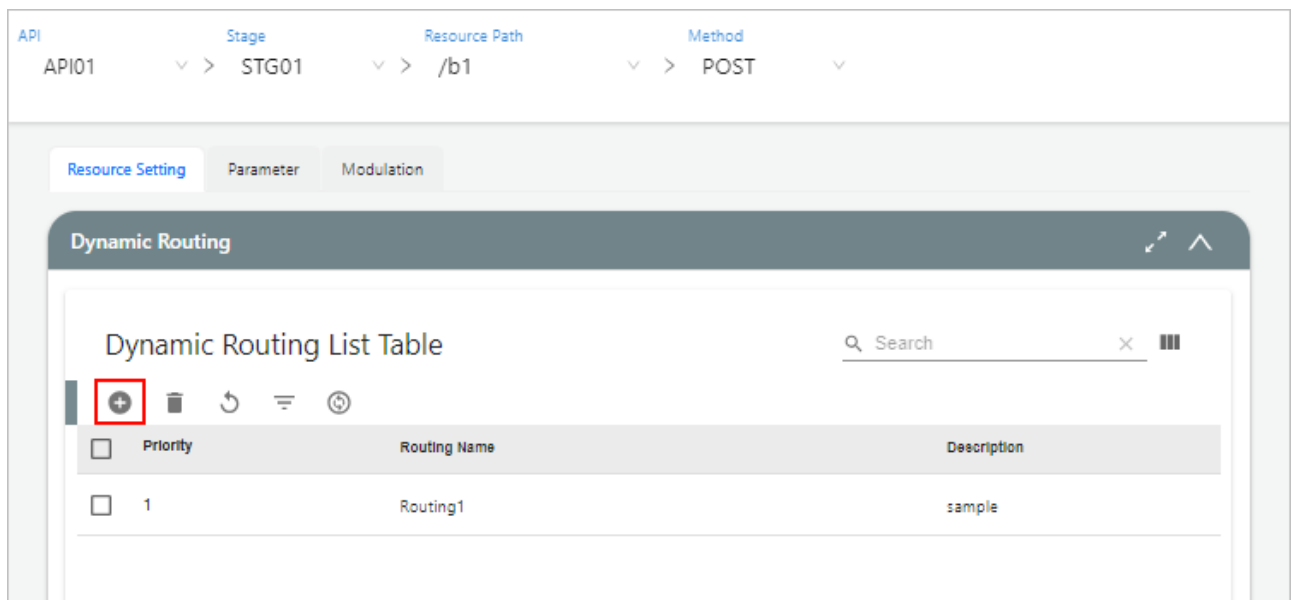 API Stage Resource Path Method
API01 > STG01 > /b1 > POST
Resource Setting Parameter Modulation
Dynamic Routing
Dynamic Routing List Table Search
Priority Routing Name Description
1 Routing1 sample